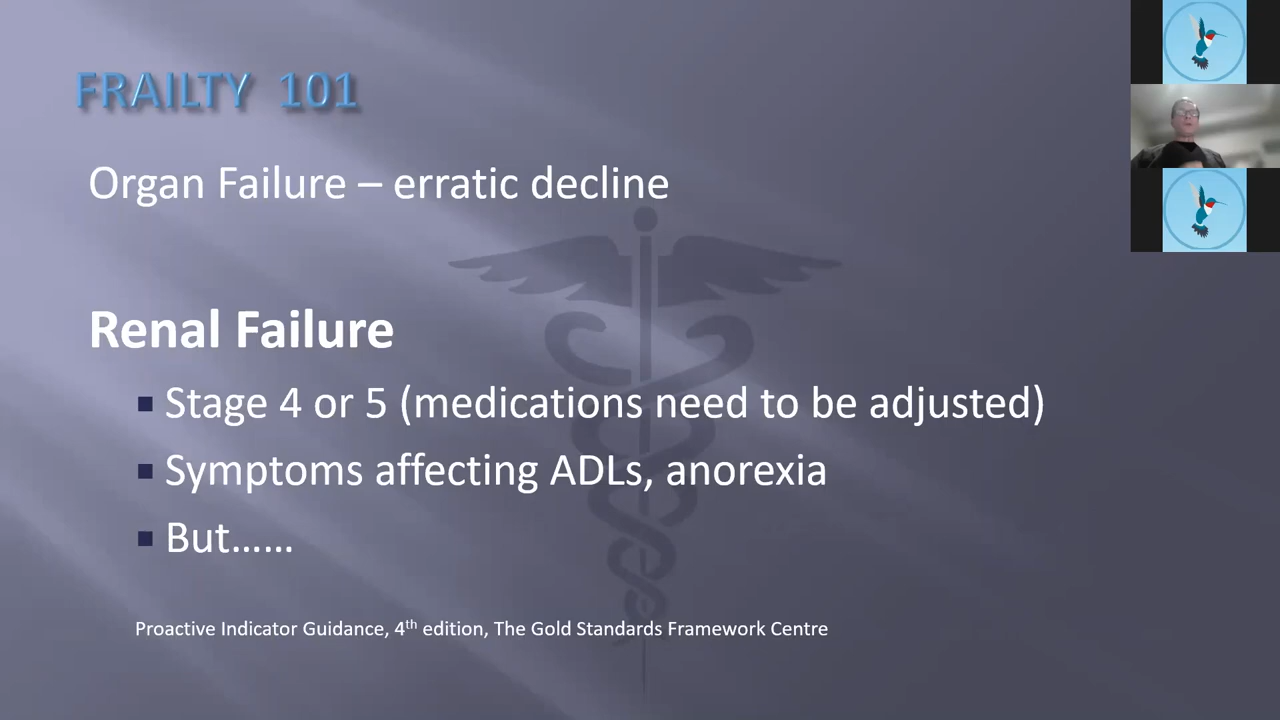 FRAILTY 101
Organ Failure – erratic decline
Renal Failure
▪ Stage 4 or 5 (medications need to be adjusted)
▪ Symptoms affecting ADLs, anorexia
▪ But……
Proactive Indicator Guidance, 4th edition, The Gold Standards Framework Centre